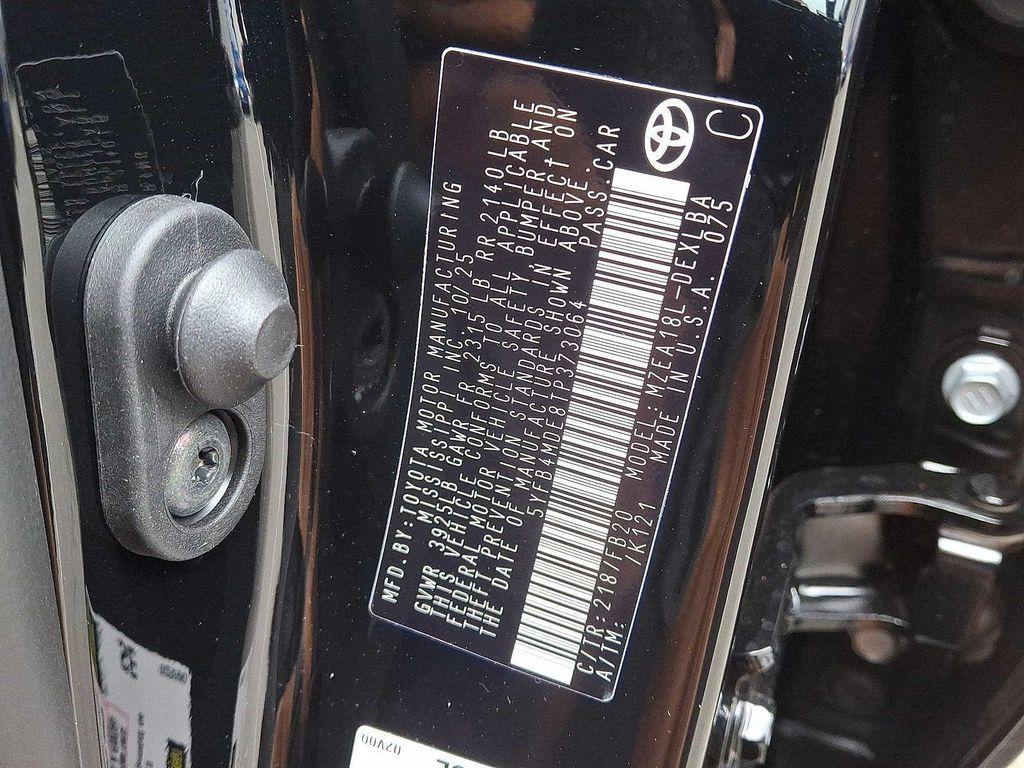 MFD.BY:TOYOTA MOTOR MANUFACTURING
MISSISSIPPI INC. 10/25
GVWR 3925LB GAWR FR 2315LB RR 2140LB
THIS VEHICLE CONFORMS TO ALL APPLICABLE
FEDERAL MOTOR VEHICLE SAFETY, BUMPER AND
THEFT PREVENTION STANDARDS IN EFFECT ON
THE DATE OF MANUFACTURE SHOWN ABOVE.
5YFB4MDE8TP373064 PASS.CAR
C/TR:218/FB20 MODEL:MZEA18L-DEXLBA
A/TM: /K121 MADE IN U.S.A. 075 C
02V00